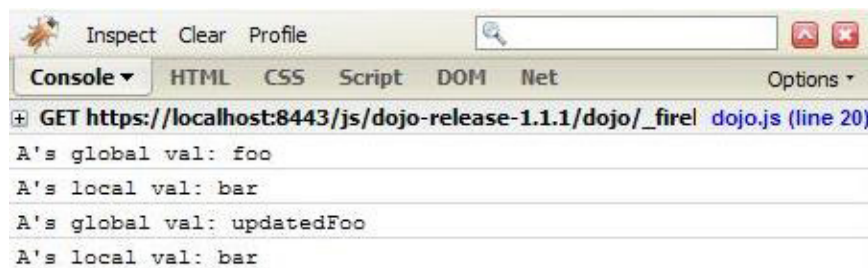 Inspect Clear Profile
Console HTML CSS Script DOM Net Options
GET https://localhost:8443/js/dojo-release-1.1.1/dojo/_firel dojo.js (line 20)
A's global val: foo
A's local val: bar
A's global val: updatedFoo
A's local val: bar